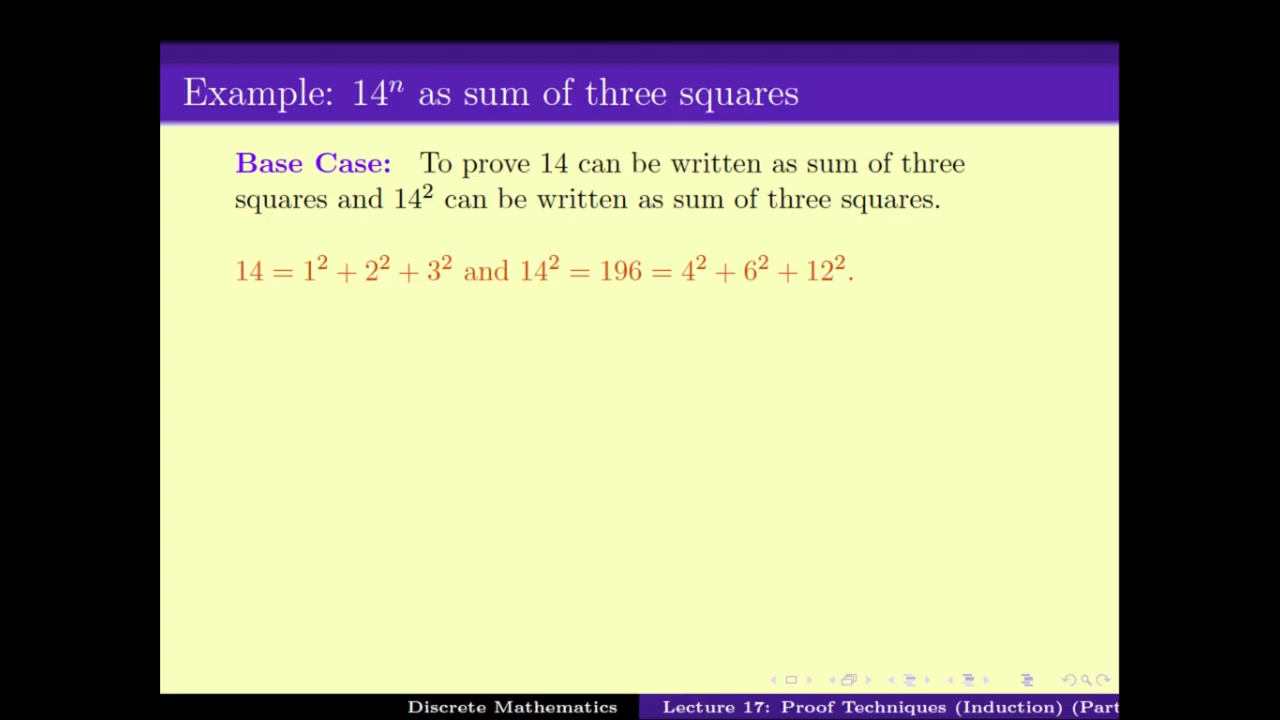 Example: 14ⁿ as sum of three squares
Base Case: To prove 14 can be written as sum of three
squares and 14² can be written as sum of three squares.
14 = 1² + 2² + 3² and 14² = 196 = 4² + 6² + 12².
Discrete Mathematics
Lecture 17: Proof Techniques (Induction) (Part